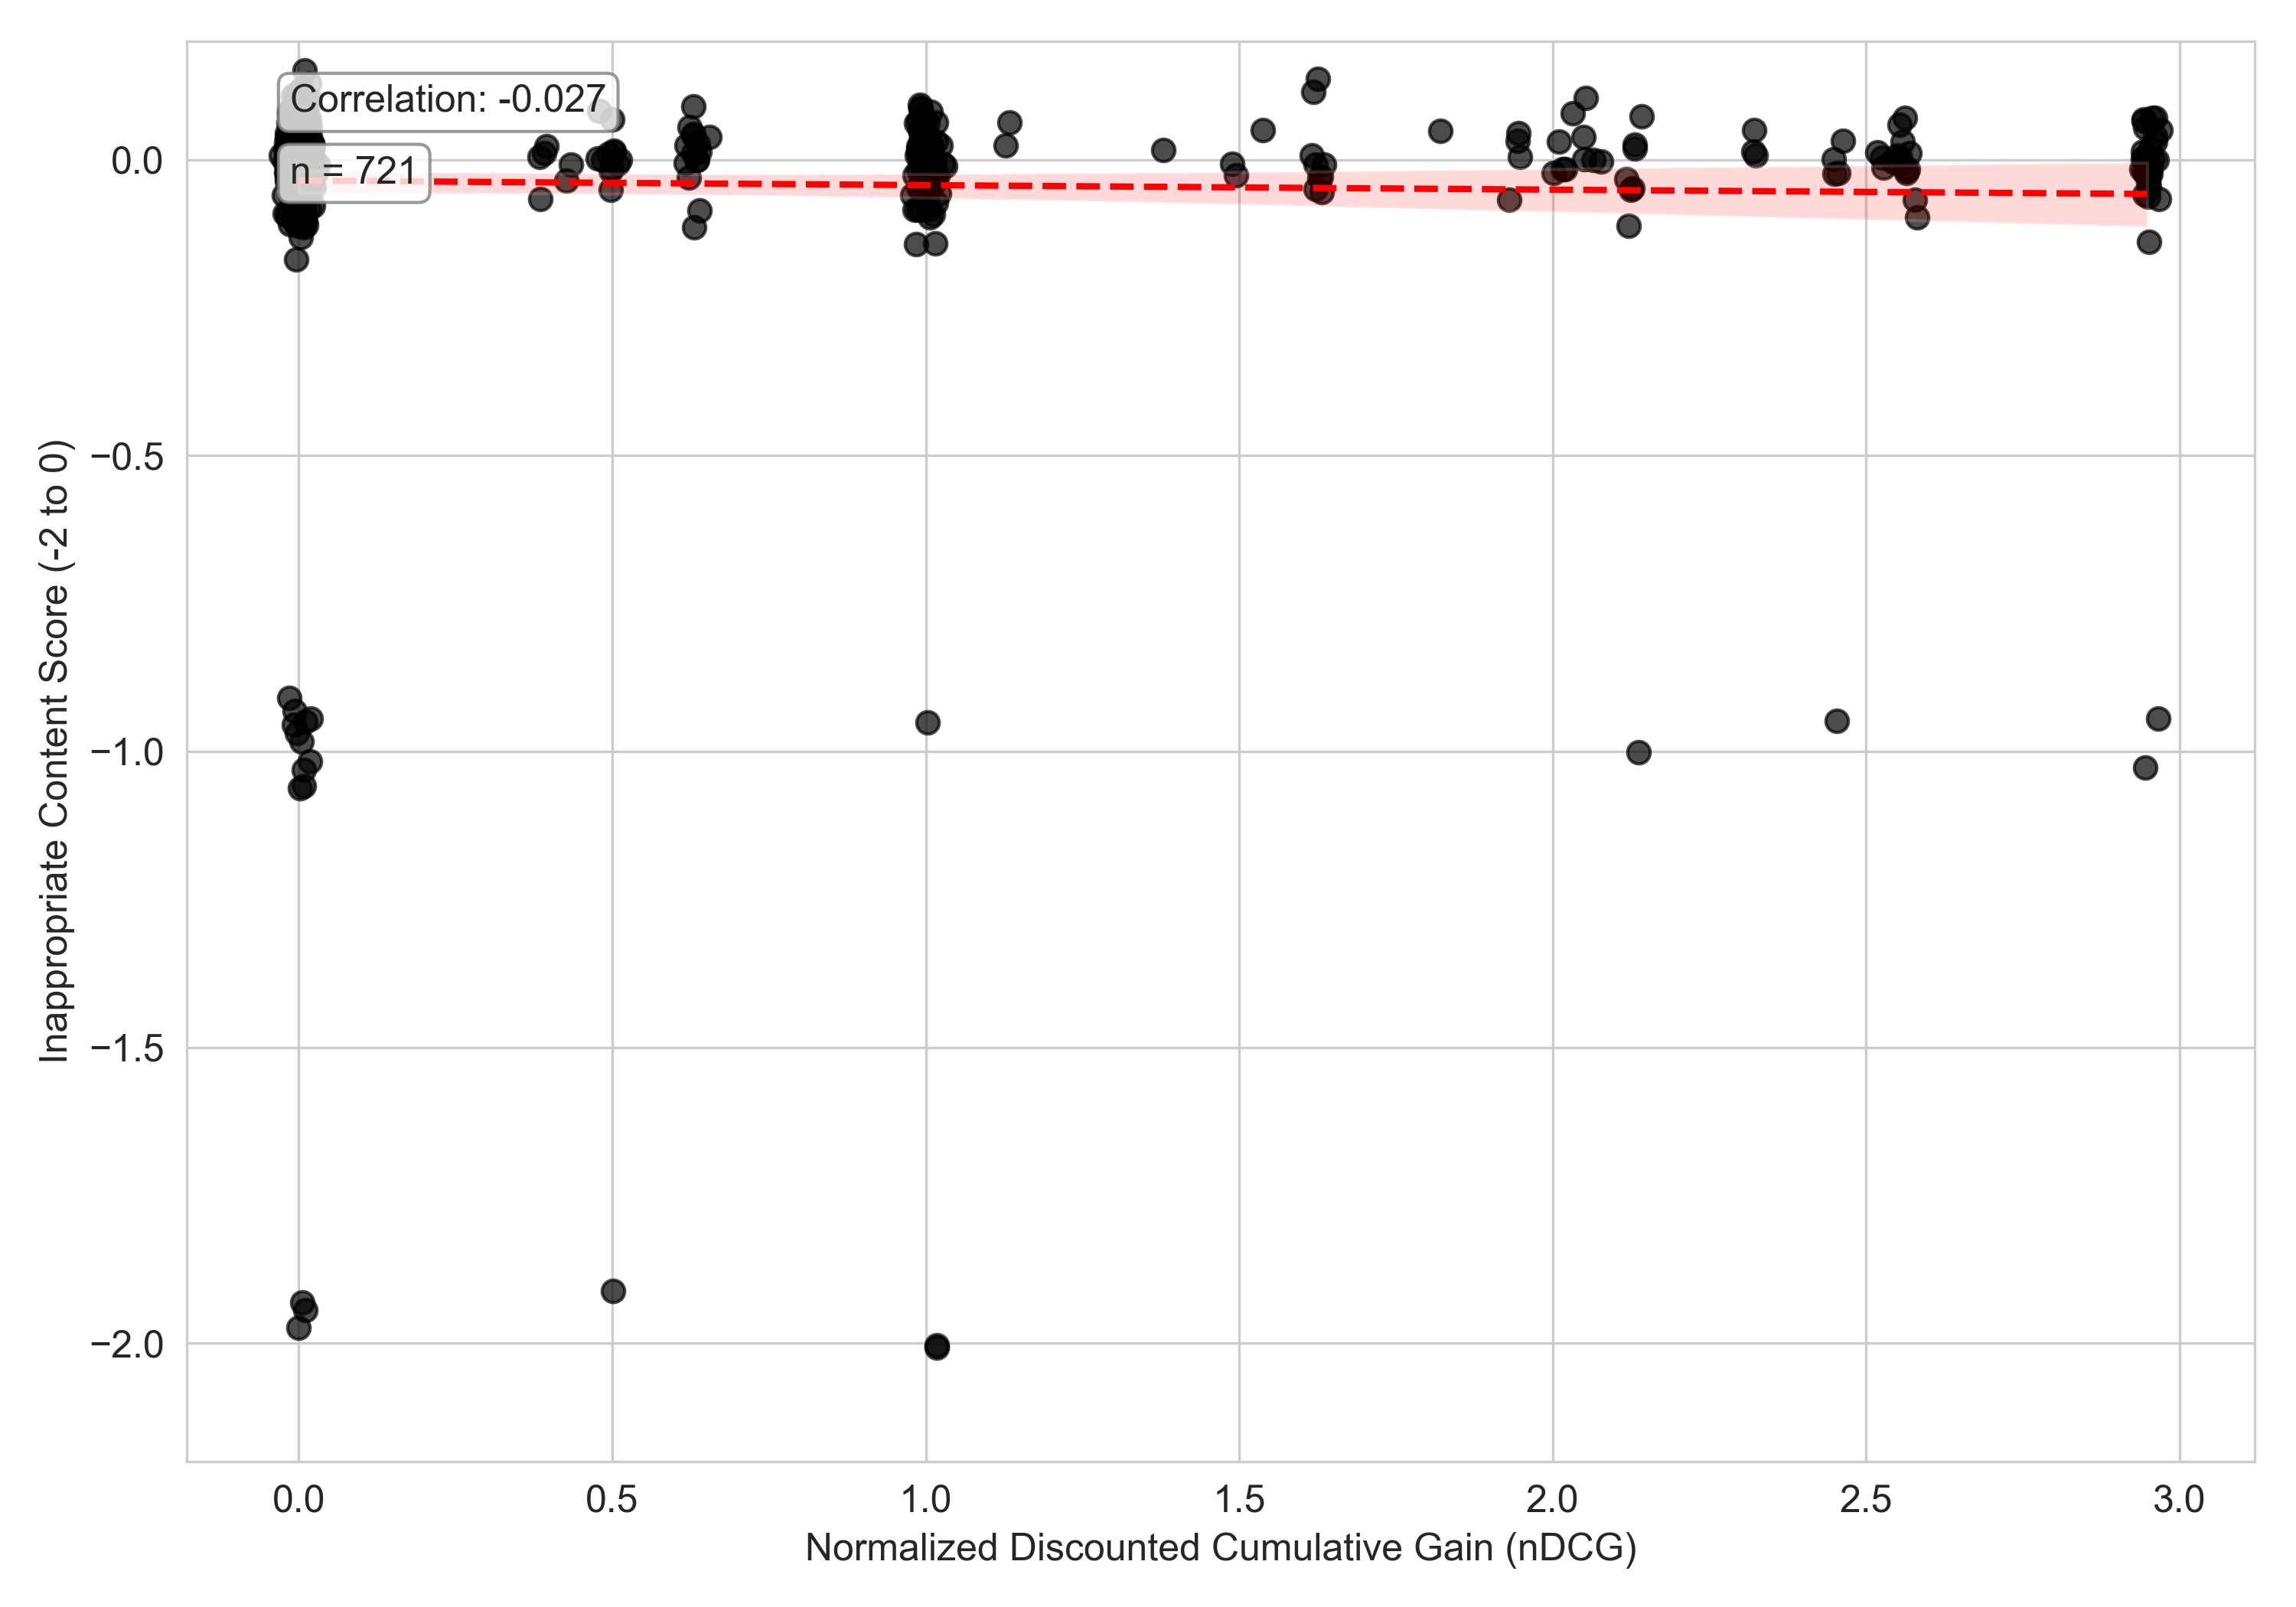 Correlation: -0.027
n = 721
0.0
−0.5
−1.0
−1.5
−2.0
Inappropriate Content Score (-2 to 0)
0.0 0.5 1.0 1.5 2.0 2.5 3.0
Normalized Discounted Cumulative Gain (nDCG)